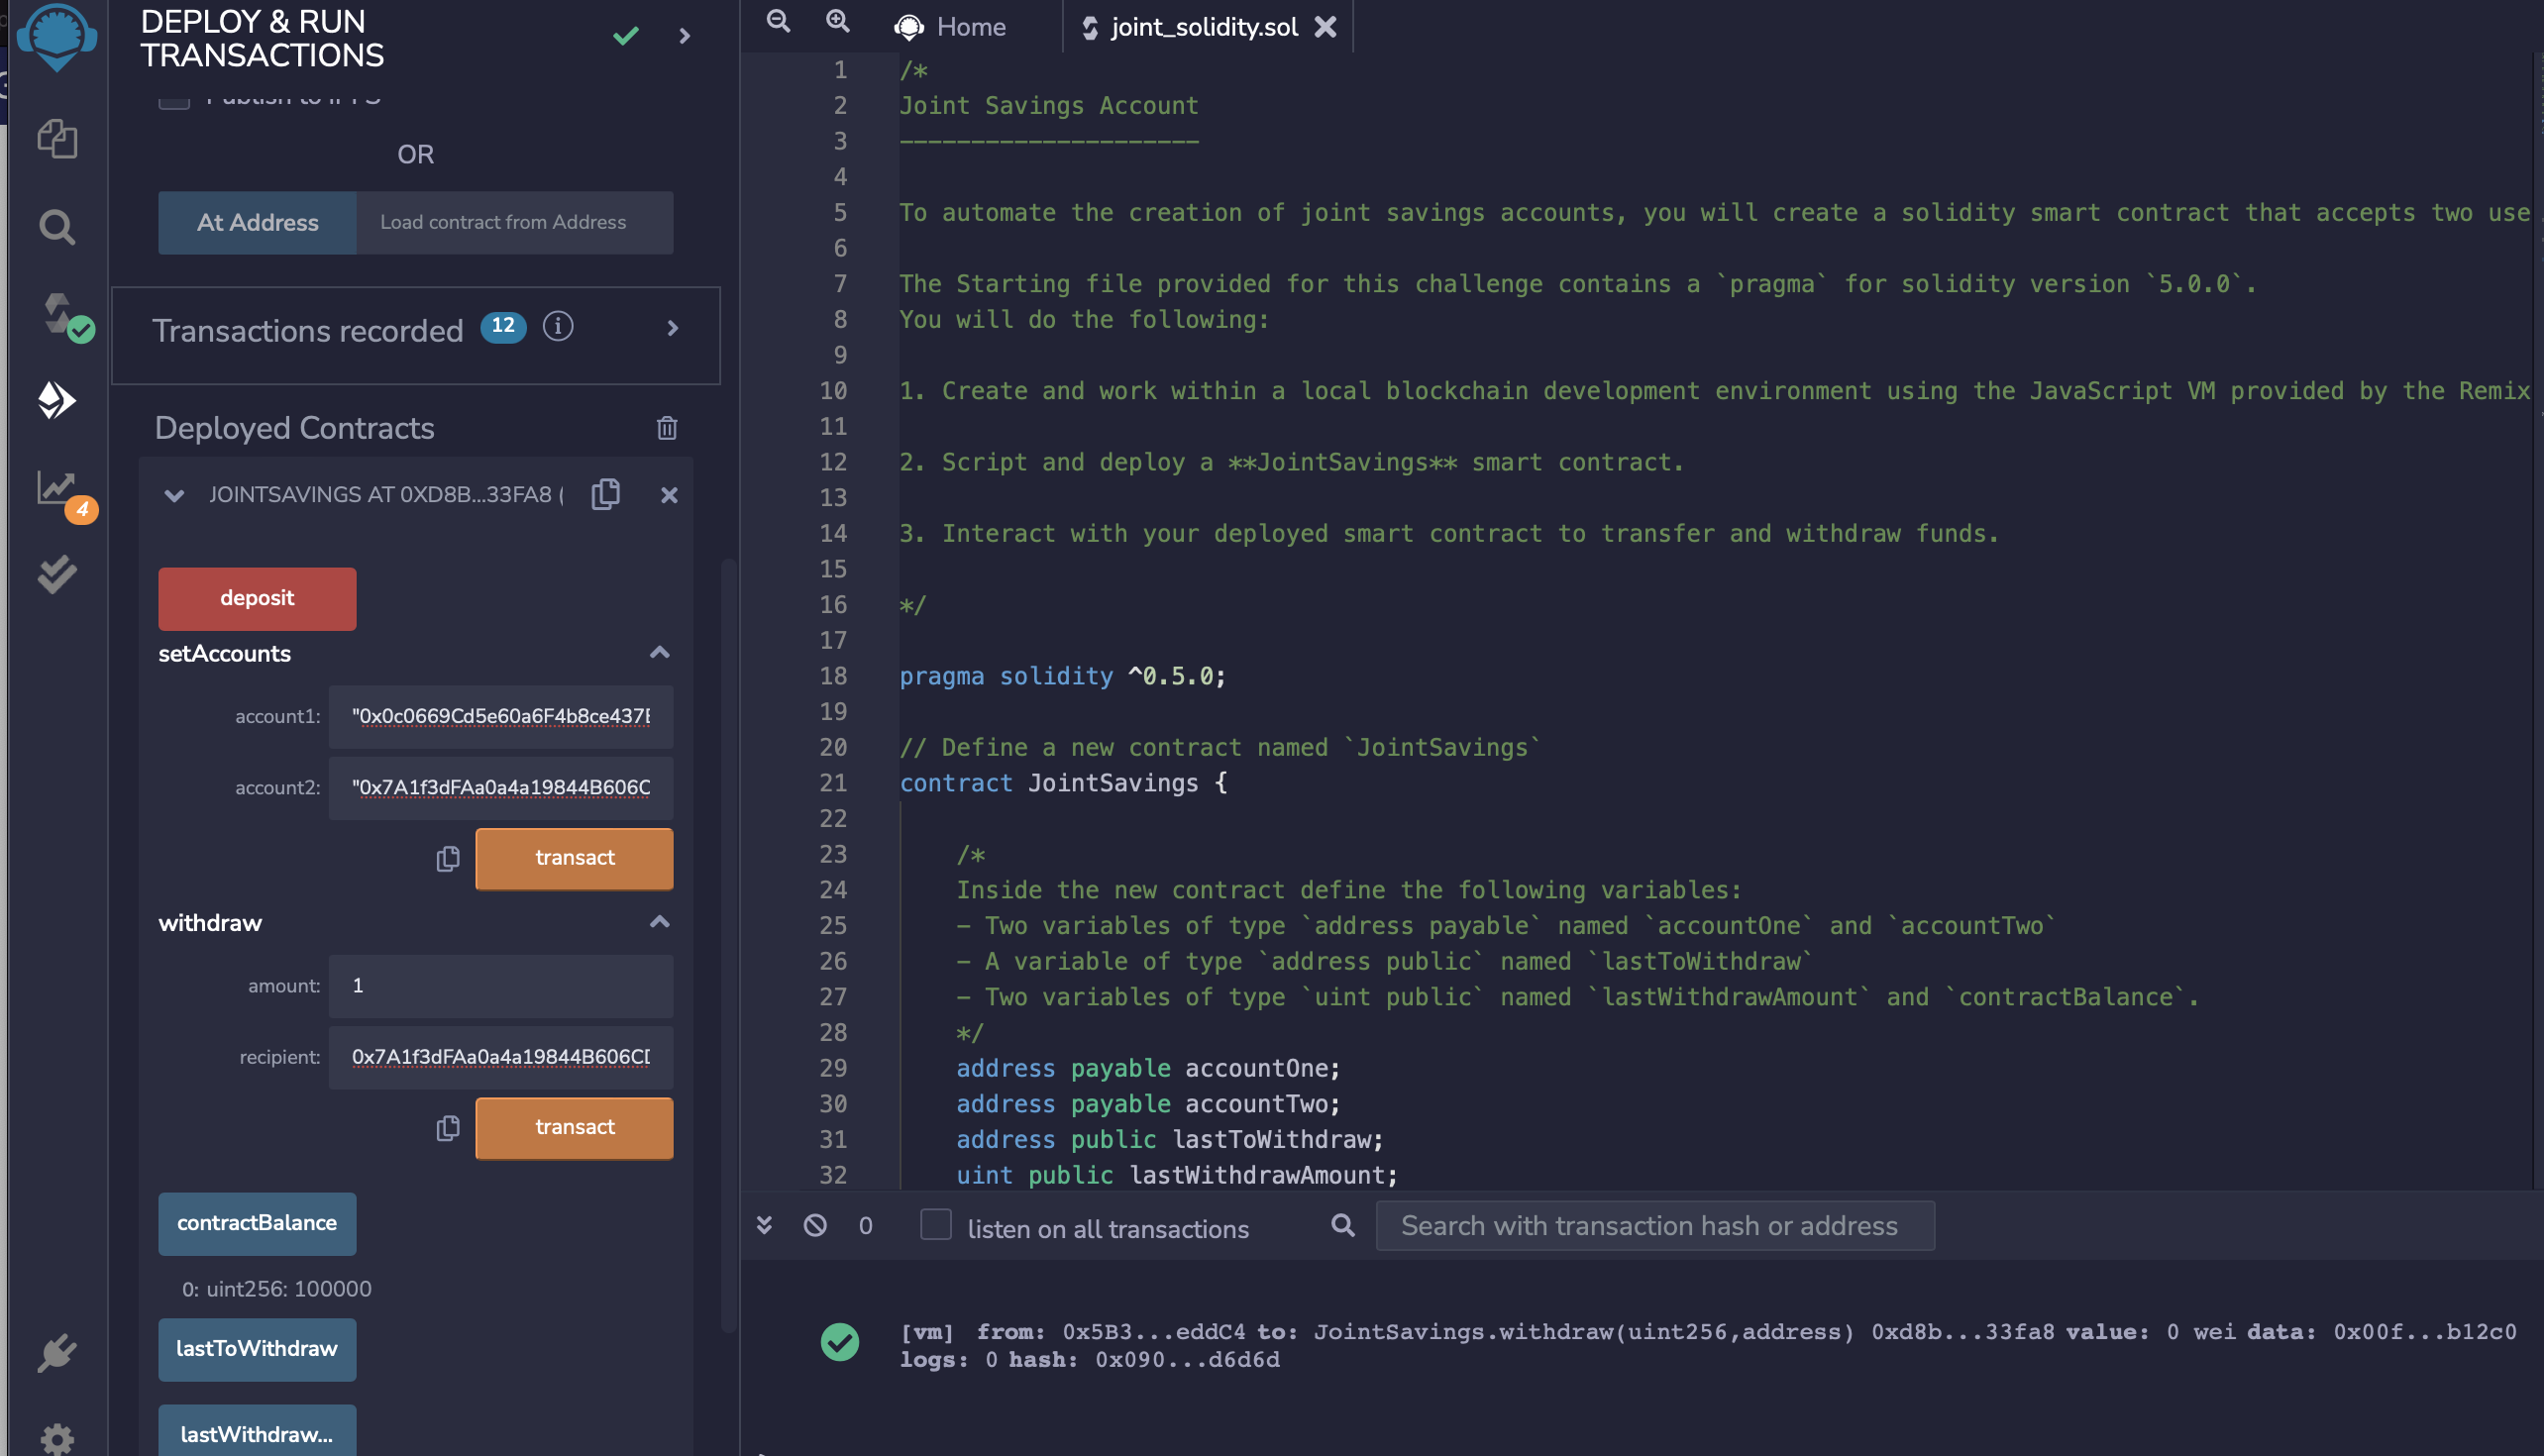 DEPLOY & RUN
TRANSACTIONS
Publish to IPFS
OR
At Address
Load contract from Address
Transactions recorded 12 i
Deployed Contracts
JOINTSAVINGS AT 0XD8B...33FA8 (
4
deposit
setAccounts
account1: "0x0c0669Cd5e60a6F4b8ce437E
account2: "0x7A1f3dFAa0a4a19844B606C
transact
withdraw
amount: 1
recipient: 0x7A1f3dFAa0a4a19844B606CD
transact
contractBalance
0: uint256: 100000
lastToWithdraw
lastWithdraw...
Home
joint_solidity.sol
1 /*
2 Joint Savings Account
3 ---------------------
4
5 To automate the creation of joint savings accounts, you will create a solidity smart contract that accepts two use
6
7 The Starting file provided for this challenge contains a `pragma` for solidity version `5.0.0`.
8 You will do the following:
9
10 1. Create and work within a local blockchain development environment using the JavaScript VM provided by the Remix
11
12 2. Script and deploy a **JointSavings** smart contract.
13
14 3. Interact with your deployed smart contract to transfer and withdraw funds.
15
16 */
17
18 pragma solidity ^0.5.0;
19
20 // Define a new contract named `JointSavings`
21 contract JointSavings {
22
23 /*
24 Inside the new contract define the following variables:
25 - Two variables of type `address payable` named `accountOne` and `accountTwo`
26 - A variable of type `address public` named `lastToWithdraw`
27 - Two variables of type `uint public` named `lastWithdrawAmount` and `contractBalance`.
28 */
29 address payable accountOne;
30 address payable accountTwo;
31 address public lastToWithdraw;
32 uint public lastWithdrawAmount;
0 listen on all transactions Search with transaction hash or address
[vm] from: 0x5B3...eddC4 to: JointSavings.withdraw(uint256,address) 0xd8b...33fa8 value: 0 wei data: 0x00f...b12c0
logs: 0 hash: 0x090...d6d6d